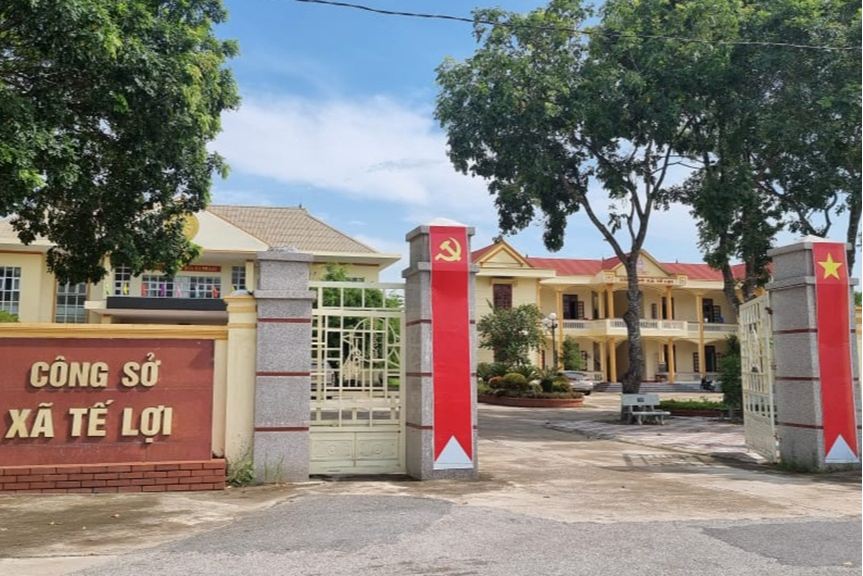 CÔNG SỞ
XÃ TẾ LỢI